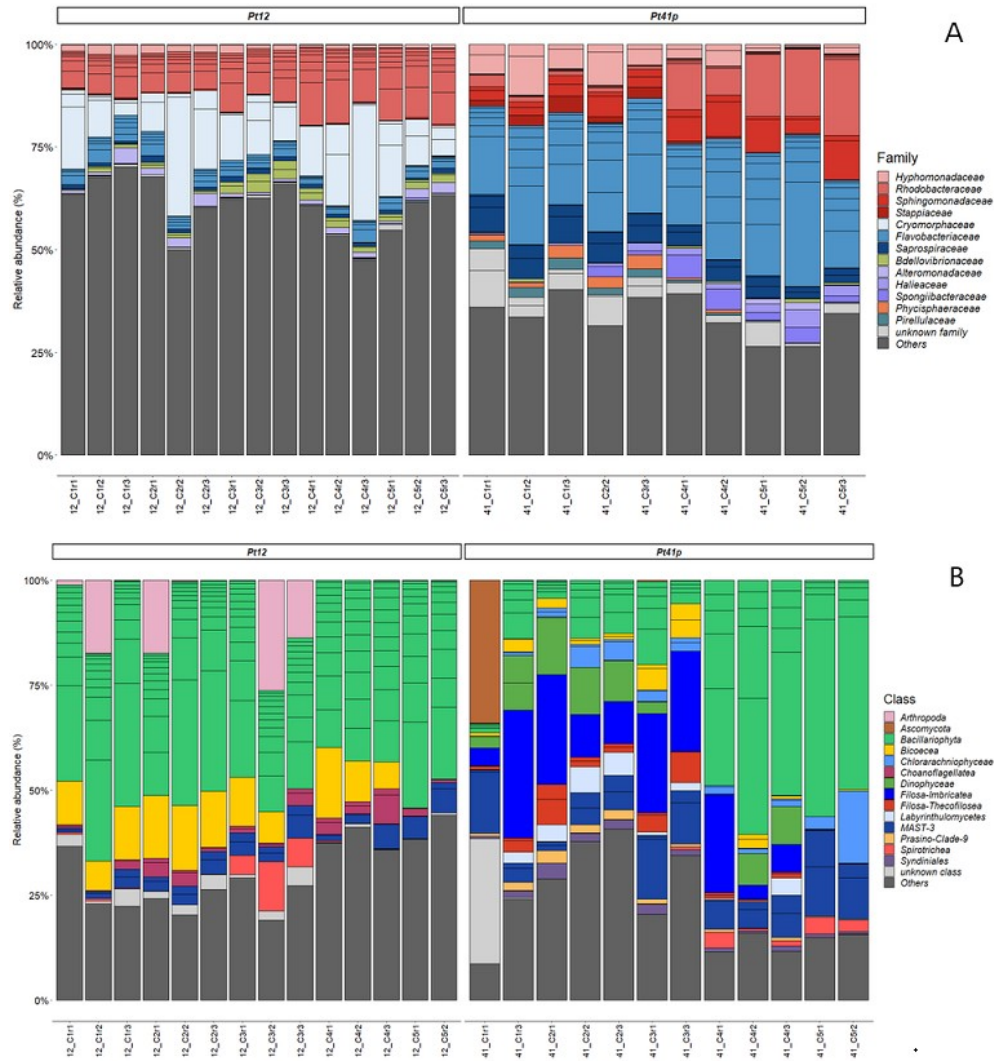 Pt12
Pt41p
A
100%
75%
50%
25%
0%
Relative abundance (%)
Family
Hyphomonadaceae
Rhodobacteraceae
Sphingomonadaceae
Stappiaceae
Cryomorphaceae
Flavobacteriaceae
Saprospiraceae
Bdellovibrionaceae
Alteromonadaceae
Halieaceae
Spongiibacteraceae
Phycisphaeraceae
Pirellulaceae
unknown family
Others
12_C1r1
12_C1r2
12_C1r3
12_C2r1
12_C2r2
12_C2r3
12_C3r1
12_C3r2
12_C3r3
12_C4r1
12_C4r2
12_C4r3
12_C5r1
12_C5r2
12_C5r3
41_C1r1
41_C1r2
41_C1r3
41_C2r2
41_C3r3
41_C4r1
41_C4r2
41_C5r1
41_C5r2
41_C5r3
Pt12
Pt41p
B
100%
75%
50%
25%
0%
Relative abundance (%)
Class
Arthropoda
Ascomycota
Bacillariophyta
Bicoecea
Chlorarachniophyceae
Choanoflagellatea
Dinophyceae
Filosa-Imbricatea
Filosa-Thecofilosea
Labyrinthulomycetes
MAST-3
Prasino-Clade-9
Spirotrichea
Syndiniales
unknown class
Others
12_C1r1
12_C1r2
12_C1r3
12_C2r1
12_C2r2
12_C2r3
12_C3r1
12_C3r2
12_C3r3
12_C4r1
12_C4r2
12_C4r3
12_C5r1
12_C5r2
41_C1r1
41_C1r3
41_C2r1
41_C2r2
41_C2r3
41_C3r1
41_C3r3
41_C4r1
41_C4r2
41_C4r3
41_C5r1
41_C5r2